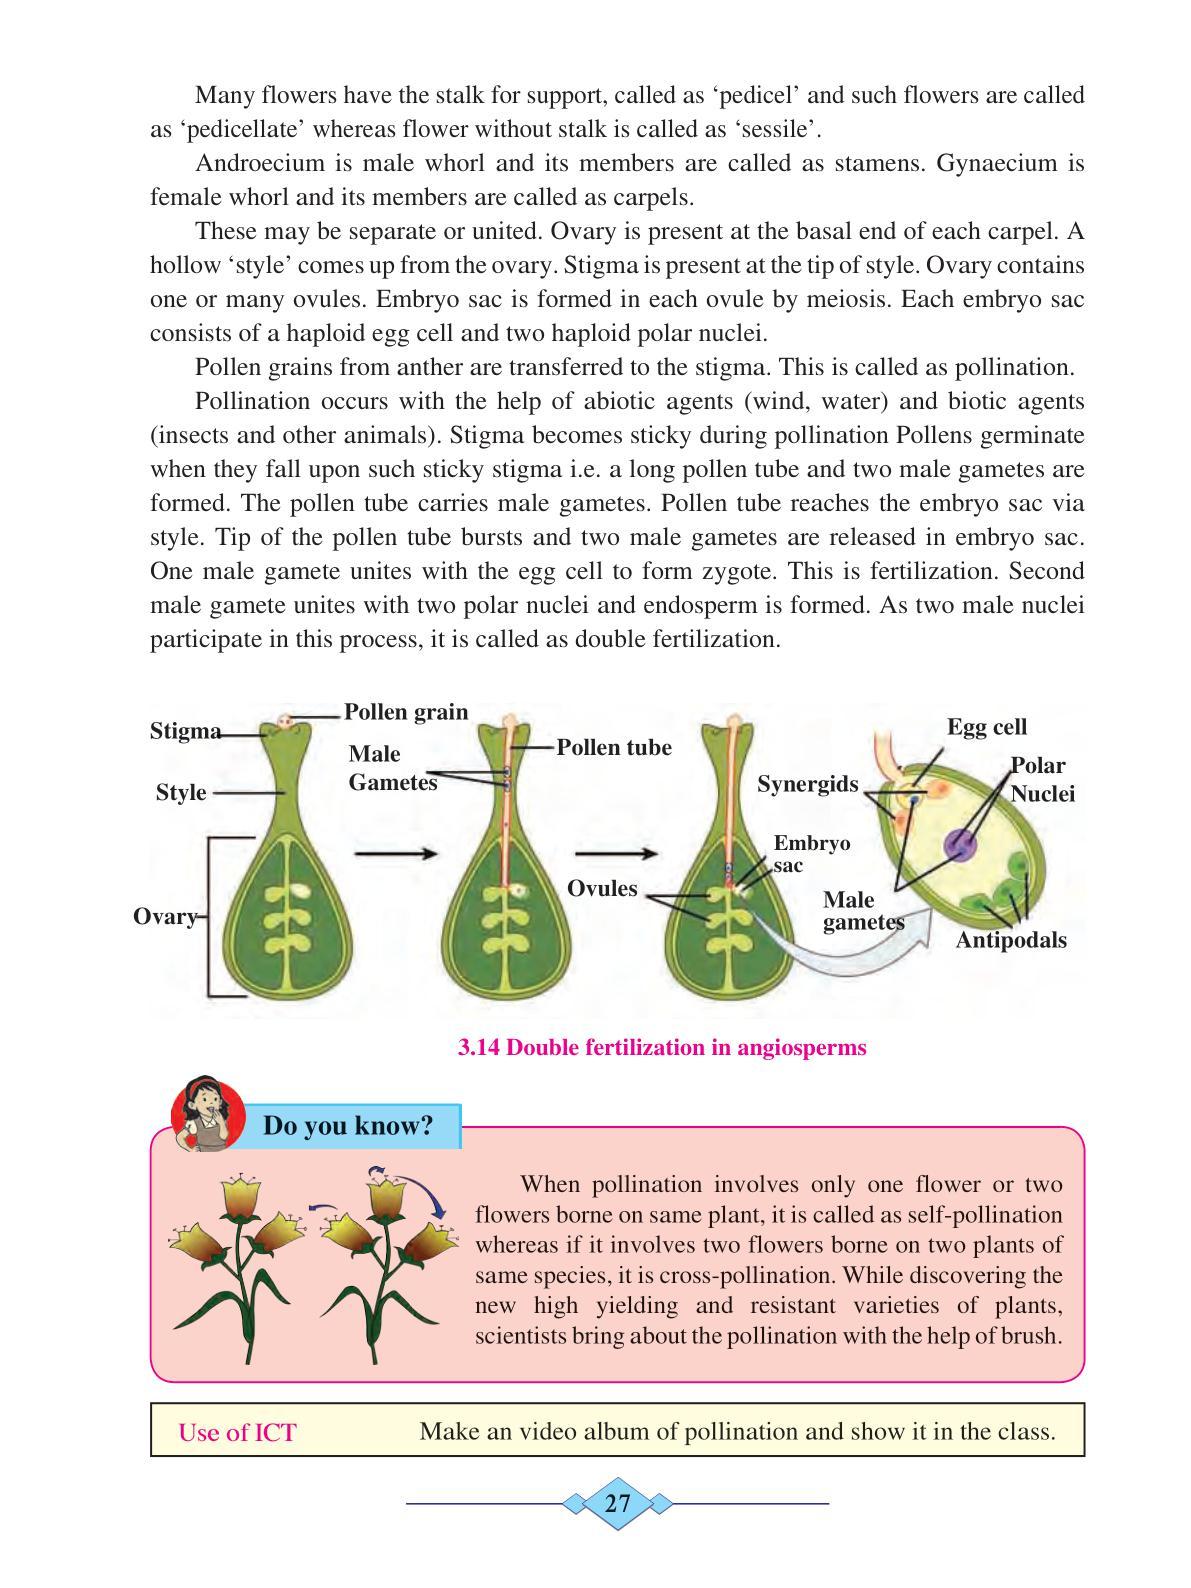 Many flowers have the stalk for support, called as ‘pedicel’ and such flowers are called
as ‘pedicellate’ whereas flower without stalk is called as ‘sessile’.
Androecium is male whorl and its members are called as stamens. Gynaecium is
female whorl and its members are called as carpels.
These may be separate or united. Ovary is present at the basal end of each carpel. A
hollow ‘style’ comes up from the ovary. Stigma is present at the tip of style. Ovary contains
one or many ovules. Embryo sac is formed in each ovule by meiosis. Each embryo sac
consists of a haploid egg cell and two haploid polar nuclei.
Pollen grains from anther are transferred to the stigma. This is called as pollination.
Pollination occurs with the help of abiotic agents (wind, water) and biotic agents
(insects and other animals). Stigma becomes sticky during pollination Pollens germinate
when they fall upon such sticky stigma i.e. a long pollen tube and two male gametes are
formed. The pollen tube carries male gametes. Pollen tube reaches the embryo sac via
style. Tip of the pollen tube bursts and two male gametes are released in embryo sac.
One male gamete unites with the egg cell to form zygote. This is fertilization. Second
male gamete unites with two polar nuclei and endosperm is formed. As two male nuclei
participate in this process, it is called as double fertilization.
Stigma
Pollen grain
Style
Ovary
Male
Gametes
Pollen tube
Ovules
Embryo
sac
Synergids
Egg cell
Polar
Nuclei
Male
gametes
Antipodals
3.14 Double fertilization in angiosperms
Do you know?
When pollination involves only one flower or two
flowers borne on same plant, it is called as self-pollination
whereas if it involves two flowers borne on two plants of
same species, it is cross-pollination. While discovering the
new high yielding and resistant varieties of plants,
scientists bring about the pollination with the help of brush.
Use of ICT
Make an video album of pollination and show it in the class.
27